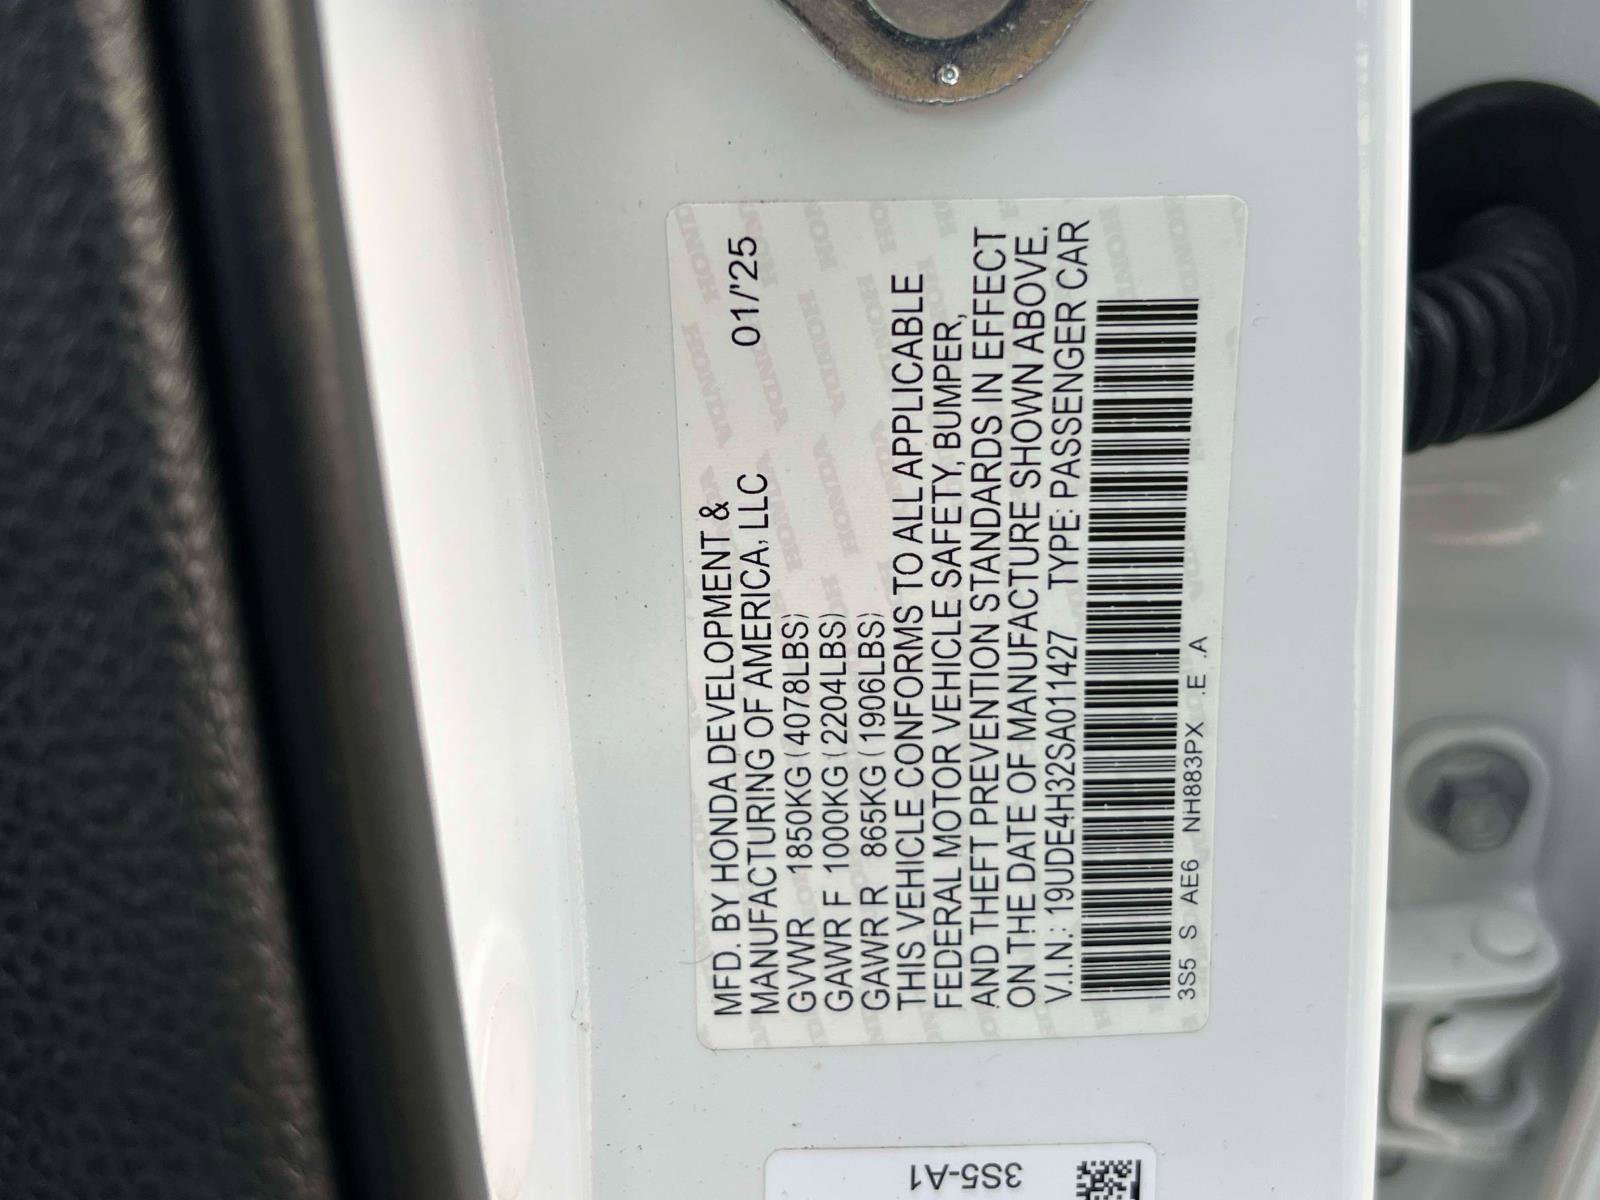 MFD. BY HONDA DEVELOPMENT &
MANUFACTURING OF AMERICA, LLC 01/'25
GVWR 1850KG (4078LBS)
GAWR F 1000KG (2204LBS)
GAWR R 865KG (1906LBS)
THIS VEHICLE CONFORMS TO ALL APPLICABLE
FEDERAL MOTOR VEHICLE SAFETY, BUMPER,
AND THEFT PREVENTION STANDARDS IN EFFECT
ON THE DATE OF MANUFACTURE SHOWN ABOVE.
V.I.N.: 19UDE4H32SA011427 TYPE: PASSENGER CAR
3S5 S AE6 NH883PX .E .A
3S5-A1